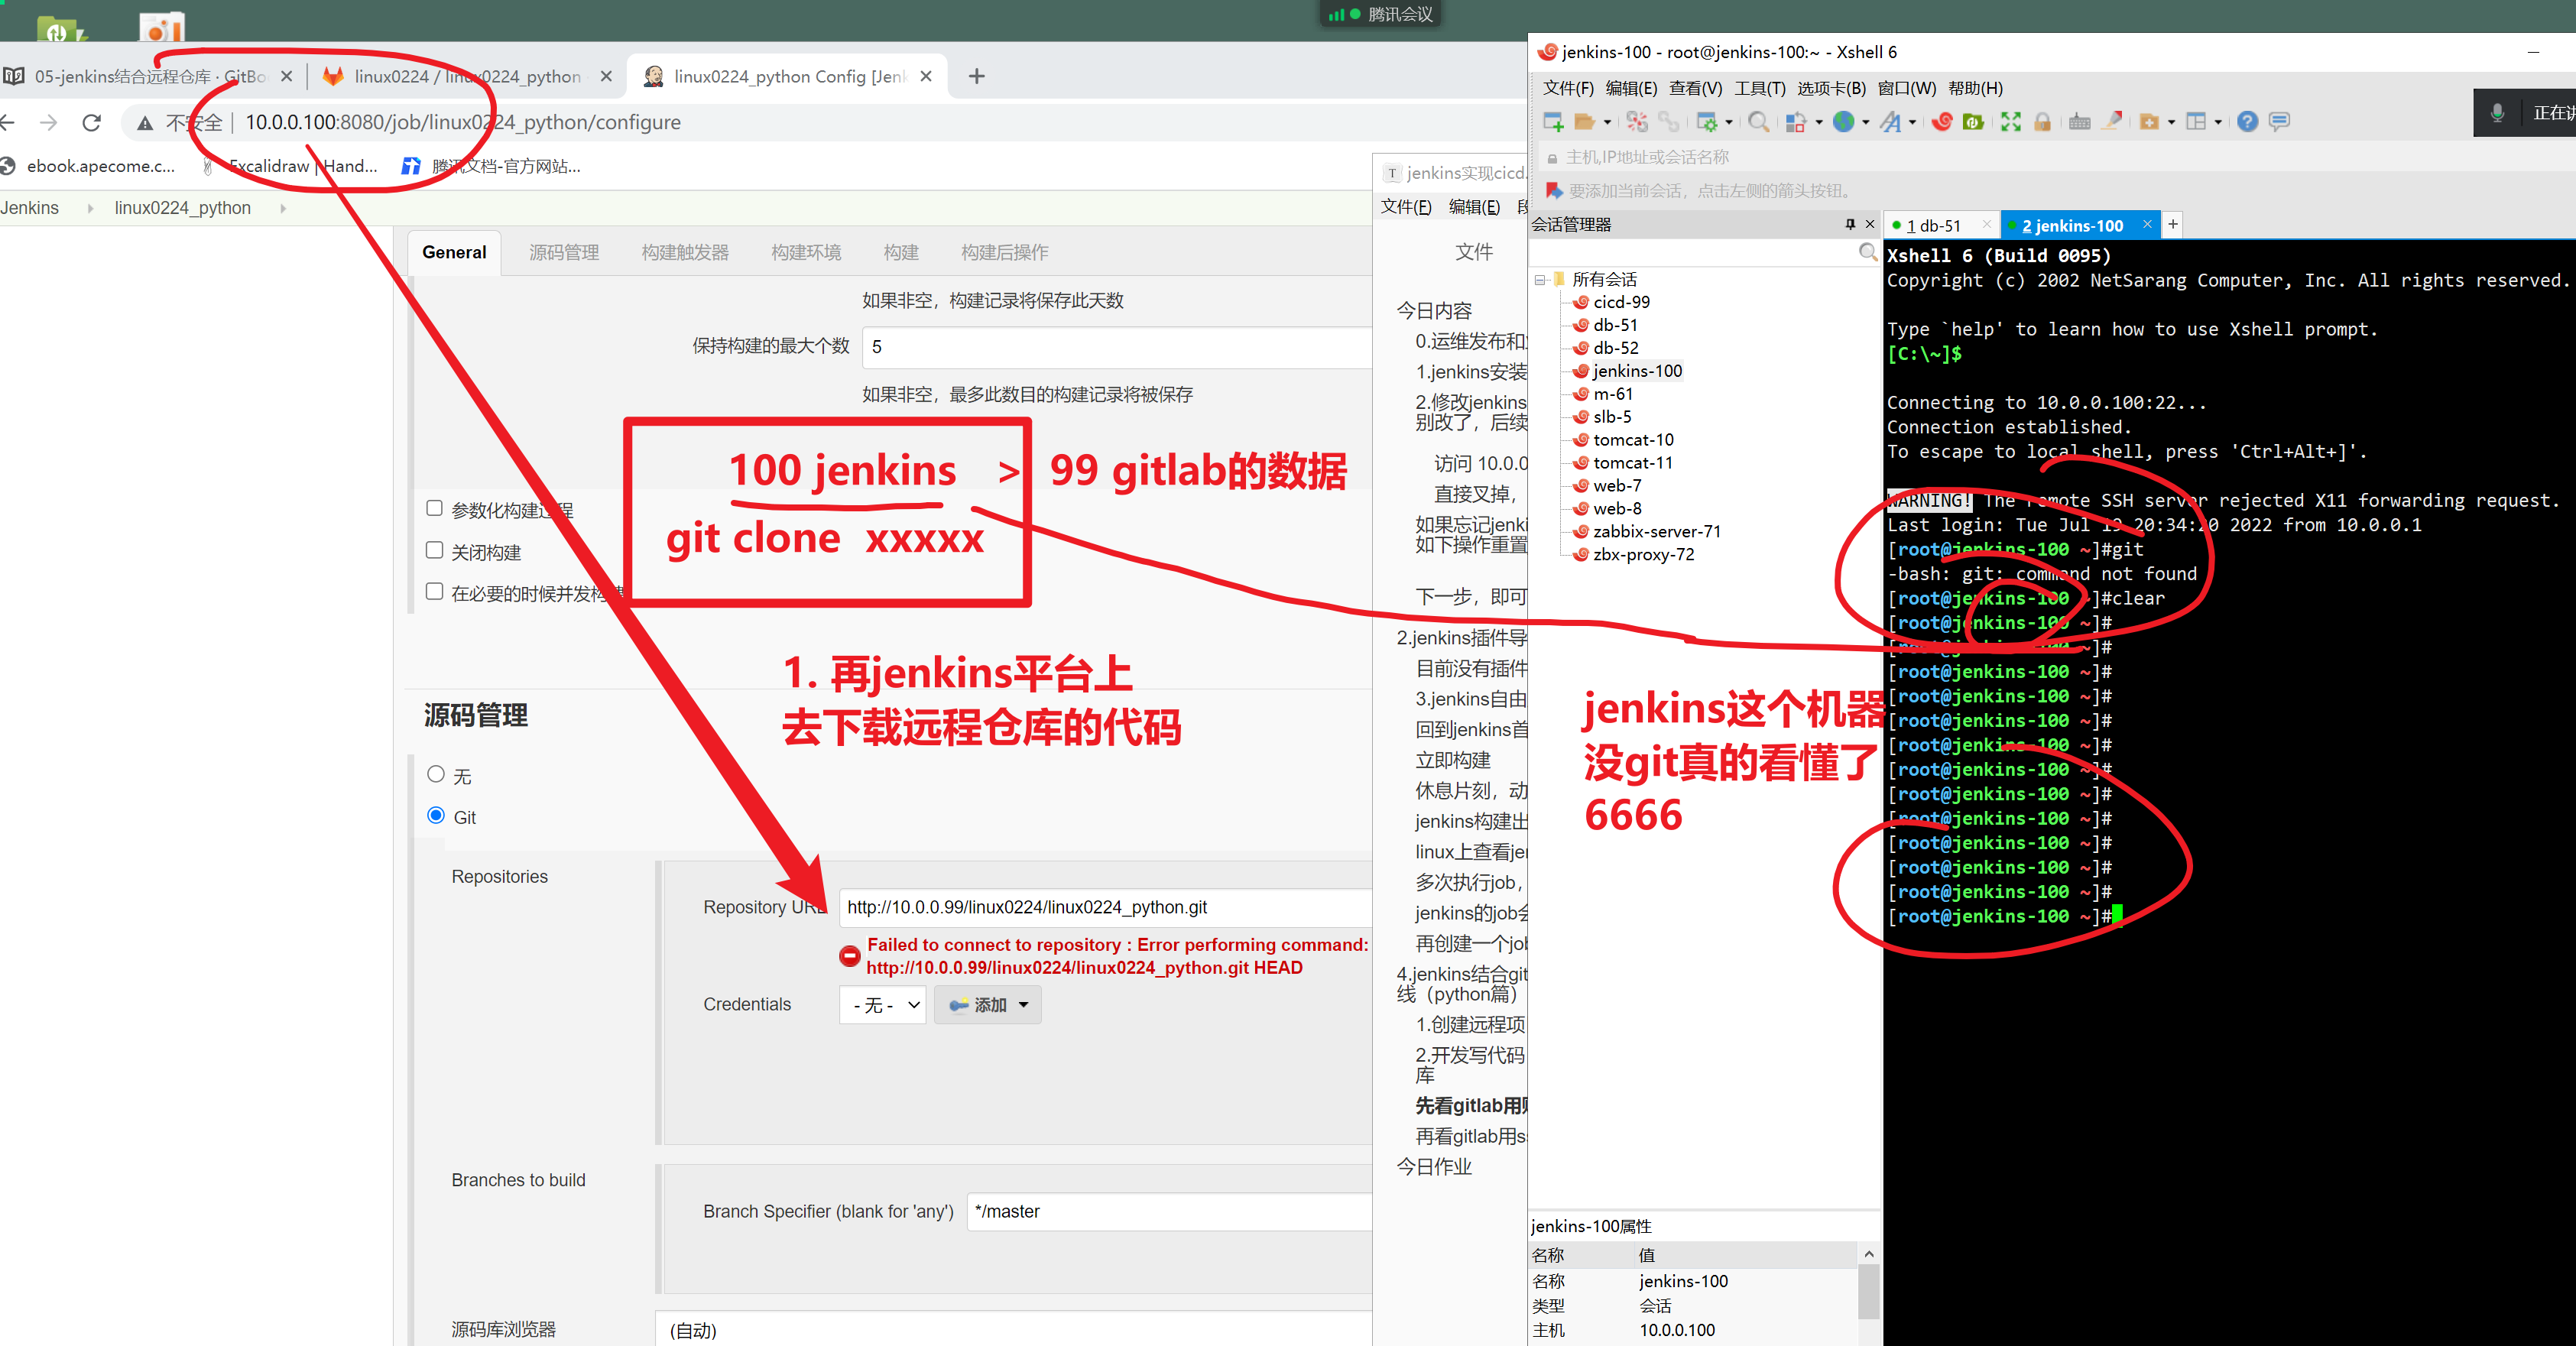 腾讯会议
05-jenkins结合远程仓库 · GitBo
linux0224 / linux0224_python
linux0224_python Config [Jenk
不安全
10.0.0.100:8080/job/linux0224_python/configure
ebook.apecome.c...
Excalidraw | Hand...
腾讯文档-官方网站...
Jenkins
linux0224_python
General
源码管理
构建触发器
构建环境
构建
构建后操作
如果非空，构建记录将保存此天数
保持构建的最大个数
5
如果非空，最多此数目的构建记录将被保存
100 jenkins > 99 gitlab的数据
git clone xxxxx
参数化构建过程
关闭构建
在必要的时候并发构建
1. 再jenkins平台上
去下载远程仓库的代码
源码管理
无
Git
Repositories
Repository URL
http://10.0.0.99/linux0224/linux0224_python.git
Failed to connect to repository : Error performing command:
http://10.0.0.99/linux0224/linux0224_python.git HEAD
Credentials
- 无 -
添加
Branches to build
Branch Specifier (blank for 'any')
*/master
源码库浏览器
(自动)
jenkins实现cicd.
文件(F) 编辑(E) 段
文件
今日内容
0.运维发布和
1.jenkins安装
2.修改jenkins
别改了，后续
访问 10.0.0
直接叉掉，
如果忘记jenki
如下操作重置
下一步，即可
2.jenkins插件导
目前没有插件
3.jenkins自由
回到jenkins首
立即构建
休息片刻，动
jenkins构建出
linux上查看jen
多次执行job，
jenkins的job会
再创建一个job
4.jenkins结合git
线（python篇）
1.创建远程项
2.开发写代码
库
先看gitlab用
再看gitlab用ss
今日作业
jenkins-100 - root@jenkins-100:~ - Xshell 6
文件(F) 编辑(E) 查看(V) 工具(T) 选项卡(B) 窗口(W) 帮助(H)
正在讲
主机,IP地址或会话名称
要添加当前会话，点击左侧的箭头按钮。
会话管理器
所有会话
cicd-99
db-51
db-52
jenkins-100
m-61
slb-5
tomcat-10
tomcat-11
web-7
web-8
zabbix-server-71
zbx-proxy-72
jenkins这个机器
没git真的看懂了
6666
jenkins-100属性
名称 值
名称 jenkins-100
类型 会话
主机 10.0.0.100
1 db-51
2 jenkins-100
Xshell 6 (Build 0095)
Copyright (c) 2002 NetSarang Computer, Inc. All rights reserved.
Type `help' to learn how to use Xshell prompt.
[C:\~]$
Connecting to 10.0.0.100:22...
Connection established.
To escape to local shell, press 'Ctrl+Alt+]'.
WARNING! The remote SSH server rejected X11 forwarding request.
Last login: Tue Jul 19 20:34:20 2022 from 10.0.0.1
[root@jenkins-100 ~]#git
-bash: git: command not found
[root@jenkins-100 ~]#clear
[root@jenkins-100 ~]#
[root@jenkins-100 ~]#
[root@jenkins-100 ~]#
[root@jenkins-100 ~]#
[root@jenkins-100 ~]#
[root@jenkins-100 ~]#
[root@jenkins-100 ~]#
[root@jenkins-100 ~]#
[root@jenkins-100 ~]#
[root@jenkins-100 ~]#
[root@jenkins-100 ~]#
[root@jenkins-100 ~]#
[root@jenkins-100 ~]#